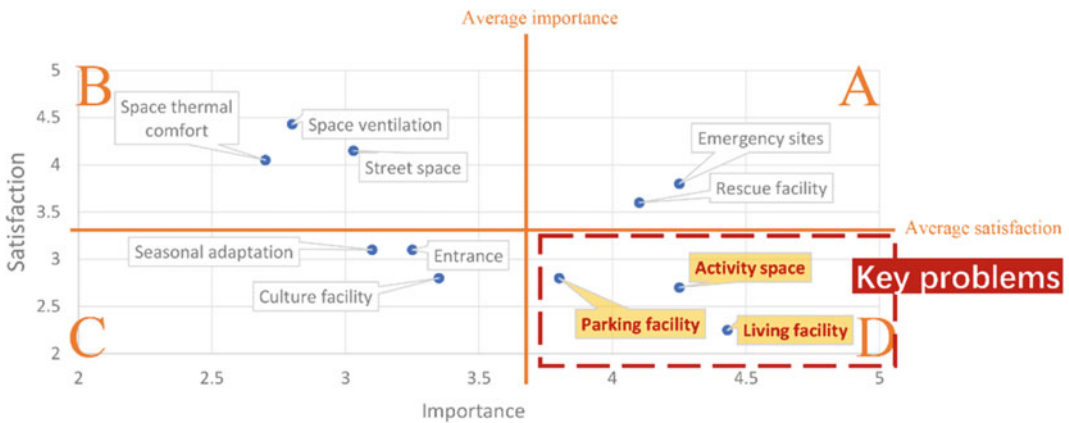 Average importance
5
B
A
Space thermal
comfort
4.5
Space ventilation
Emergency sites
4
Street space
Rescue facility
3.5
Average satisfaction
Satisfaction
Seasonal adaptation
Entrance
3
Activity space
Key problems
Culture facility
2.5
Parking facility
Living facility
C
D
2
2
2.5
3
3.5
4
4.5
5
Importance